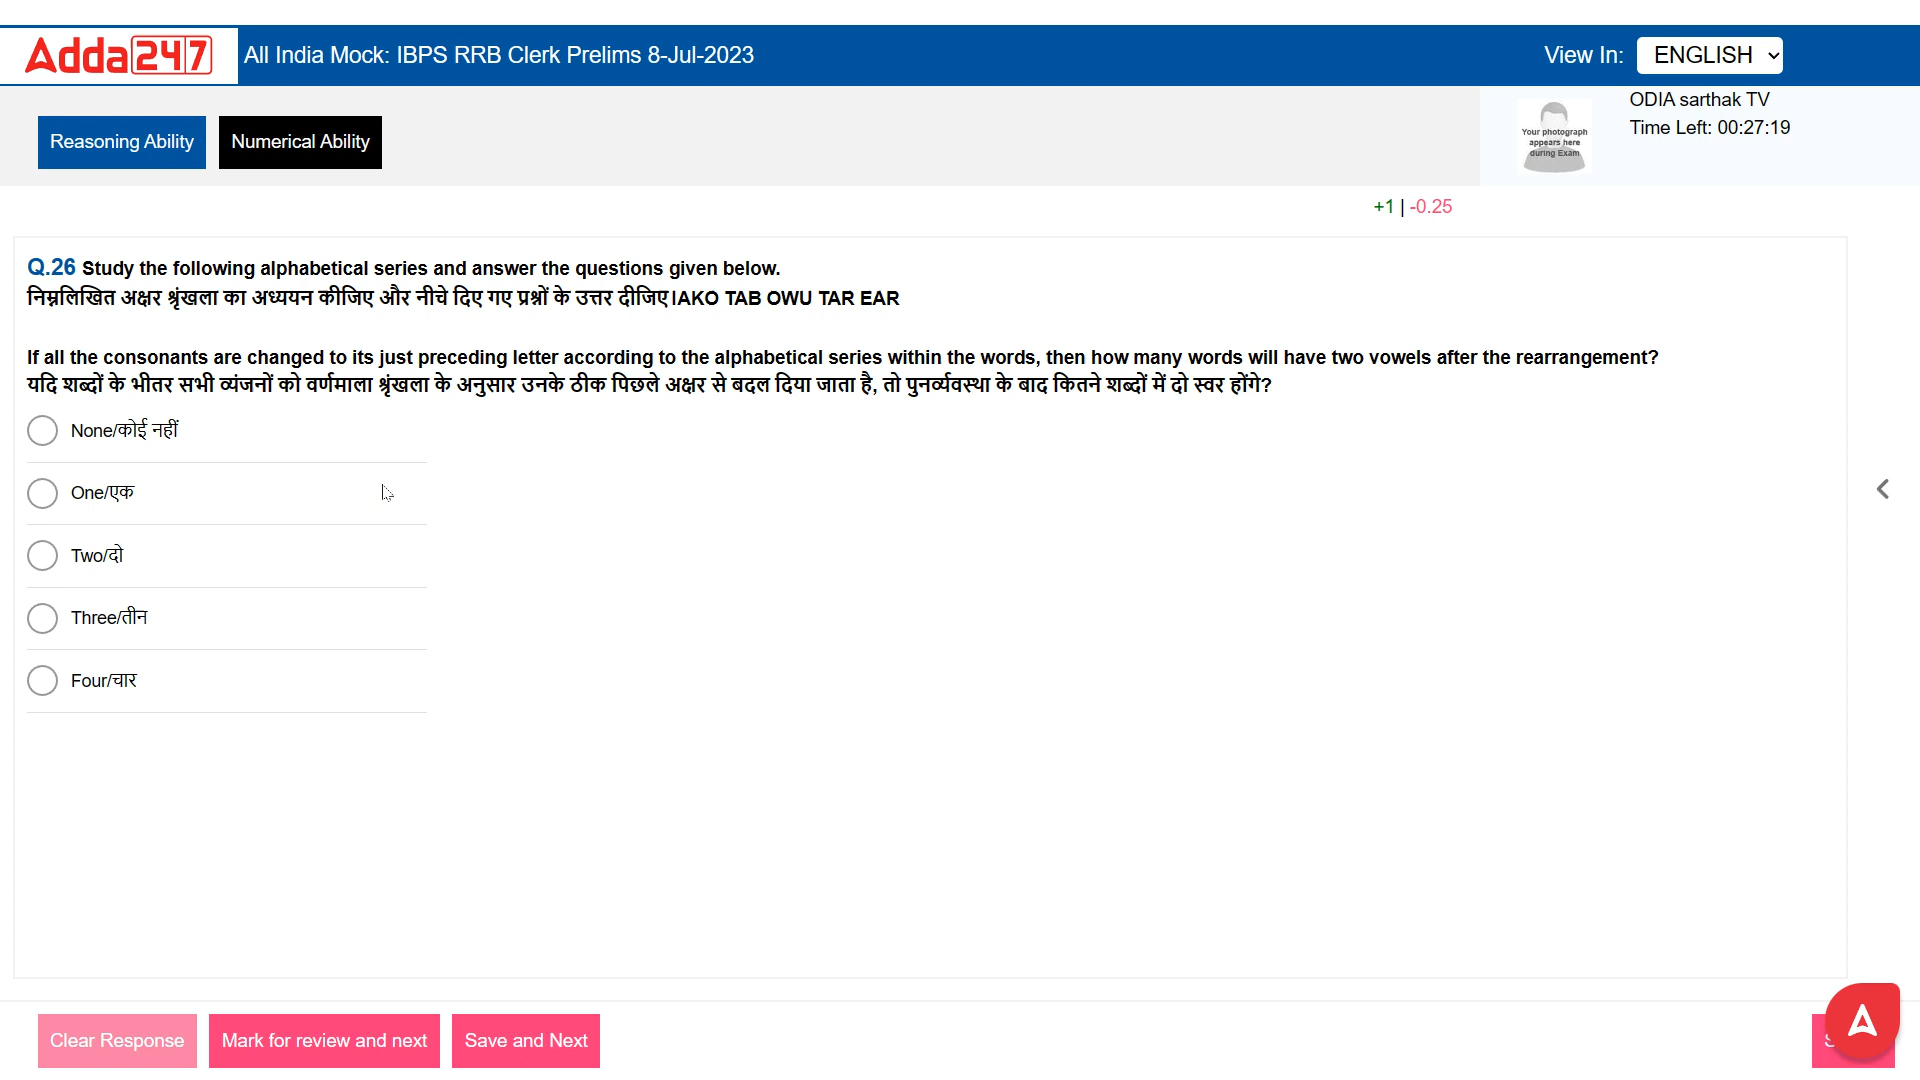 Adda247 All India Mock: IBPS RRB Clerk Prelims 8-Jul-2023 View In: ENGLISH
Reasoning Ability Numerical Ability
Your photograph
appears here
during Exam
ODIA sarthak TV
Time Left: 00:27:19
+1 | -0.25
Q.26 Study the following alphabetical series and answer the questions given below.
निम्नलिखित अक्षर श्रृंखला का अध्ययन कीजिए और नीचे दिए गए प्रश्नों के उत्तर दीजिए।AKO TAB OWU TAR EAR
If all the consonants are changed to its just preceding letter according to the alphabetical series within the words, then how many words will have two vowels after the rearrangement?
यदि शब्दों के भीतर सभी व्यंजनों को वर्णमाला श्रृंखला के अनुसार उनके ठीक पिछले अक्षर से बदल दिया जाता है, तो पुनर्व्यवस्था के बाद कितने शब्दों में दो स्वर होंगे?
None/कोई नहीं
One/एक
Two/दो
Three/तीन
Four/चार
Clear Response Mark for review and next Save and Next